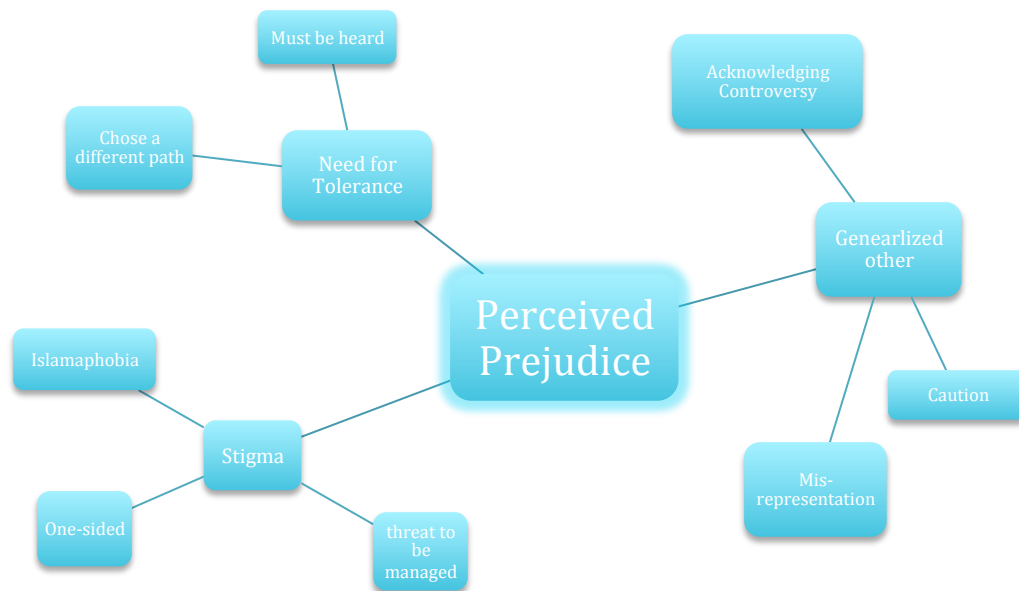 Must be heard
Chose a
different path
Need for
Tolerance
Acknowledging
Controversy
Genearlized
other
Perceived
Prejudice
Islamaphobia
Stigma
One-sided
threat to
be
managed
Caution
Mis-
representation